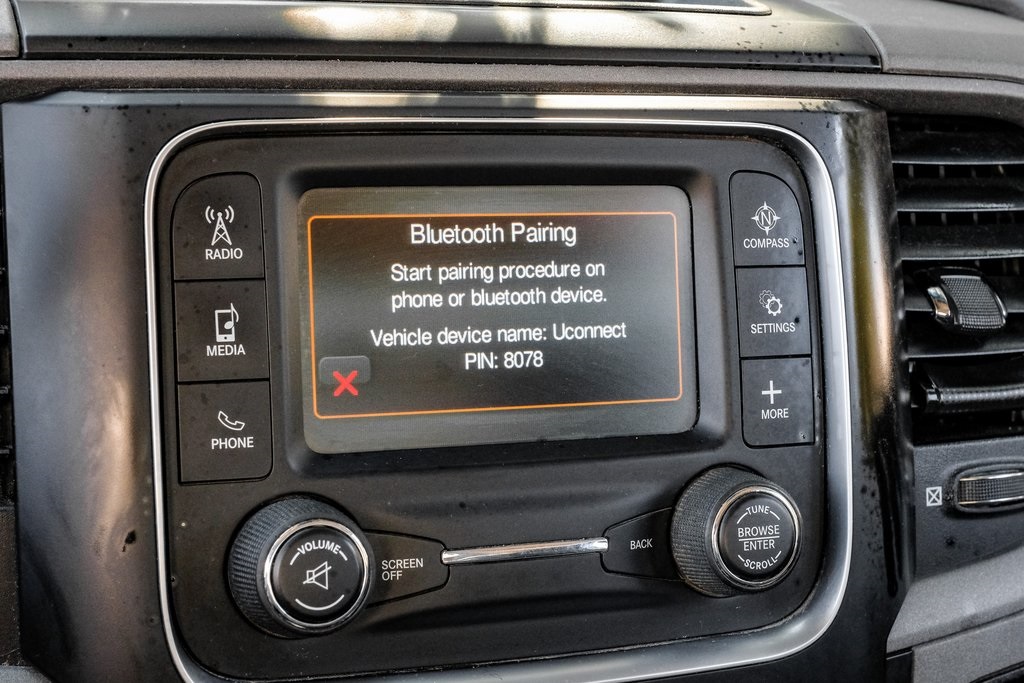 RADIO
MEDIA
PHONE
Bluetooth Pairing
Start pairing procedure on
phone or bluetooth device.
Vehicle device name: Uconnect
PIN: 8078
N
COMPASS
SETTINGS
MORE
VOLUME
SCREEN
OFF
BACK
TUNE
BROWSE
ENTER
SCROLL